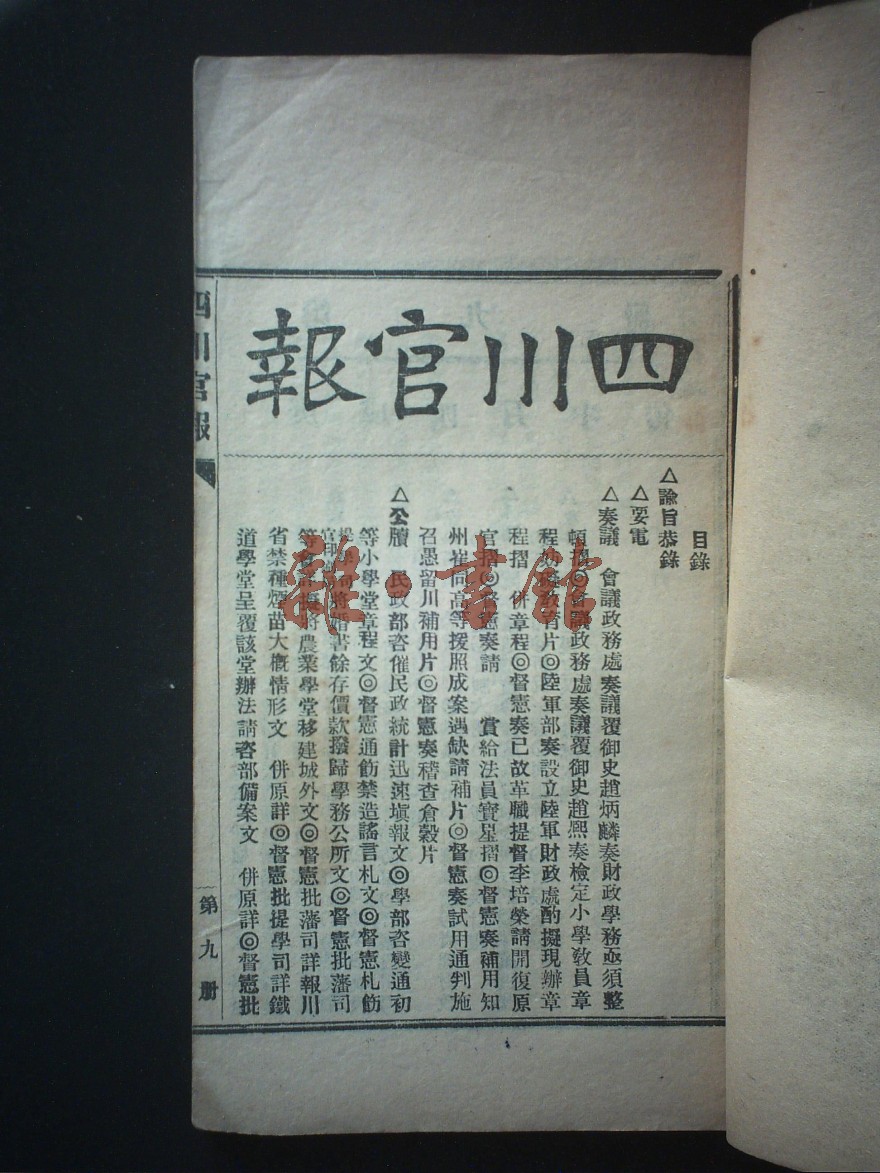 四川官報
目錄
△諭旨恭錄
△要電
△奏議　會議政務處奏議覆御史趙炳麟奏財政學務亟須整
頓摺◎會議政務處奏議覆御史趙熙奏檢定小學教員章
程片◎陸軍部奏設立陸軍財政處酌擬現辦章
程摺　併章程◎督憲奏已故革職提督李培榮請開復原
官摺◎督憲奏請　賞給法員寶星摺◎督憲奏補用知
州崔尚高等援照成案遇缺請補片◎督憲奏試用通判施
召愚留川補用片◎督憲奏稽查倉穀片
△公牘　民政部咨催民政統計迅速塡報文◎學部咨變通初
等小學堂章程文◎督憲通飭禁造謠言札文◎督憲札飭
將婚書餘存價款撥歸學務公所文◎督憲批藩司
等擬將農業學堂移建城外文◎督憲批藩司詳報川
省禁種煙苗大概情形文　併原詳◎督憲批提學司詳鐵
道學堂呈覆該堂辦法請咨部備案文　併原詳◎督憲批
四川官報
第九册
雜·書館